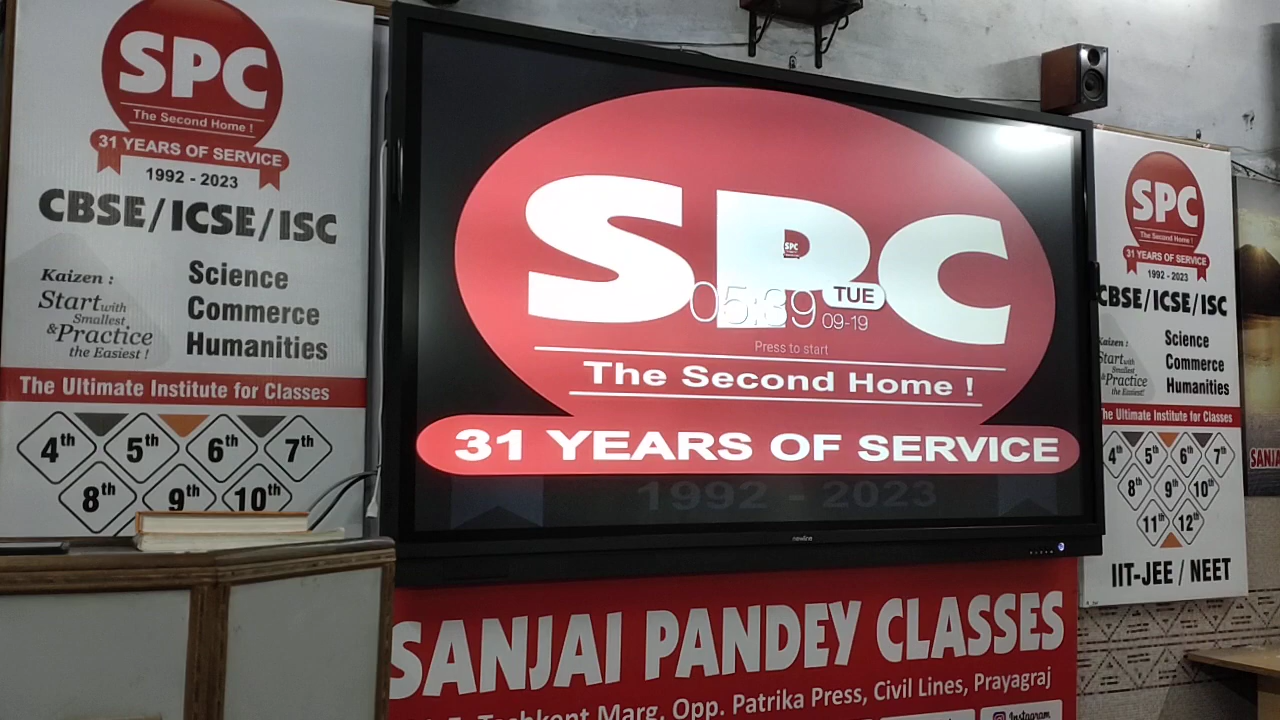 SPC
The Second Home !
31 YEARS OF SERVICE
1992 - 2023
CBSE/ICSE/ISC
Kaizen :
Start with
Smallest
& Practice
the Easiest !
Science
Commerce
Humanities
The Ultimate Institute for Classes
4th 5th 6th 7th
8th 9th 10th
SPC
SPC
05:39 TUE
09-19
Press to start
The Second Home !
31 YEARS OF SERVICE
1992 - 2023
newline
SANJAI PANDEY CLASSES
Tashkent Marg, Opp. Patrika Press, Civil Lines, Prayagraj
Instagram
SPC
The Second Home !
31 YEARS OF SERVICE
1992 - 2023
CBSE/ICSE/ISC
Kaizen :
Start with
Smallest
& Practice
the Easiest!
Science
Commerce
Humanities
The Ultimate Institute for Classes
4th 5th 6th 7th
8th 9th 10th
11th 12th
IIT-JEE / NEET
SANJA